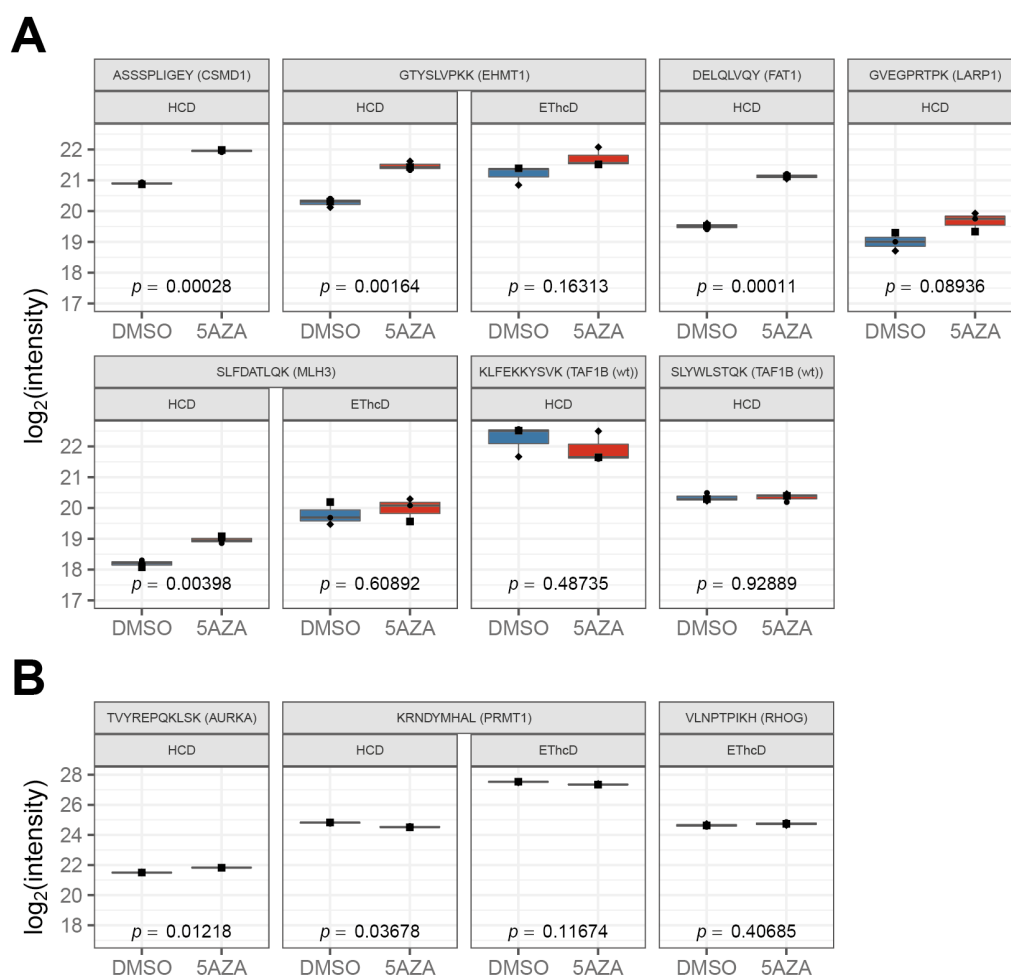 A
ASSSPLIGEY (CSMD1) GTYSLVPKK (EHMT1) DELQLVQY (FAT1) GVEGPRTPK (LARP1)
HCD HCD EThcD HCD HCD
log2(intensity)
22
21
20
19
18
17
p = 0.00028 p = 0.00164 p = 0.16313 p = 0.00011 p = 0.08936
DMSO 5AZA DMSO 5AZA DMSO 5AZA DMSO 5AZA DMSO 5AZA
SLFDATLQK (MLH3) KLFEKKYSVK (TAF1B (wt)) SLYWLSTQK (TAF1B (wt))
HCD EThcD HCD HCD
22
21
20
19
18
17
p = 0.00398 p = 0.60892 p = 0.48735 p = 0.92889
DMSO 5AZA DMSO 5AZA DMSO 5AZA DMSO 5AZA
B
TVYREPQKLSK (AURKA) KRNDYMHAL (PRMT1) VLNPTPIKH (RHOG)
HCD HCD EThcD EThcD
log2(intensity)
28
26
24
22
20
18
p = 0.01218 p = 0.03678 p = 0.11674 p = 0.40685
DMSO 5AZA DMSO 5AZA DMSO 5AZA DMSO 5AZA